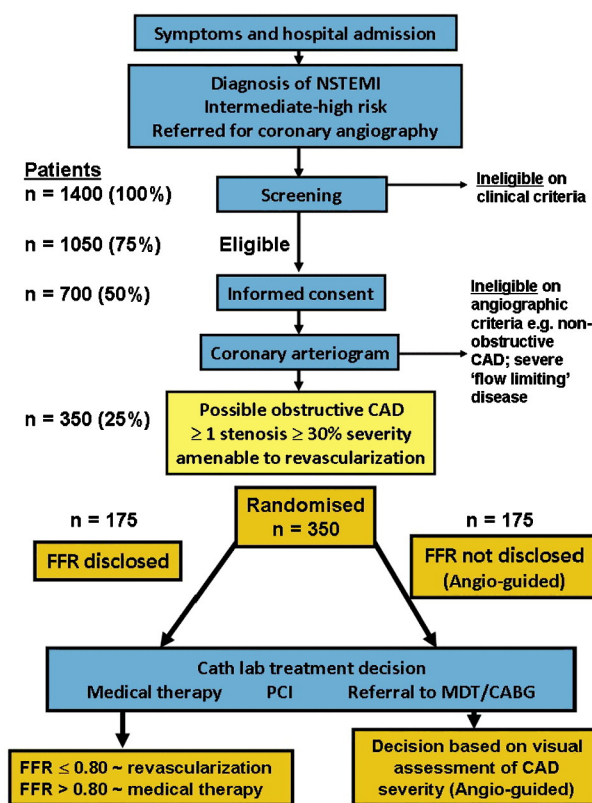 Symptoms and hospital admission
Diagnosis of NSTEMI
Intermediate-high risk
Referred for coronary angiography
Patients
n = 1400 (100%)
Screening
Ineligible on
clinical criteria
n = 1050 (75%)
Eligible
n = 700 (50%)
Informed consent
Ineligible on
angiographic
criteria e.g. non-
obstructive
CAD; severe
‘flow limiting’
disease
Coronary arteriogram
n = 350 (25%)
Possible obstructive CAD
≥ 1 stenosis ≥ 30% severity
amenable to revascularization
Randomised
n = 350
n = 175
FFR disclosed
n = 175
FFR not disclosed
(Angio-guided)
Cath lab treatment decision
Medical therapy PCI Referral to MDT/CABG
FFR ≤ 0.80 ~ revascularization
FFR > 0.80 ~ medical therapy
Decision based on visual
assessment of CAD
severity (Angio-guided)